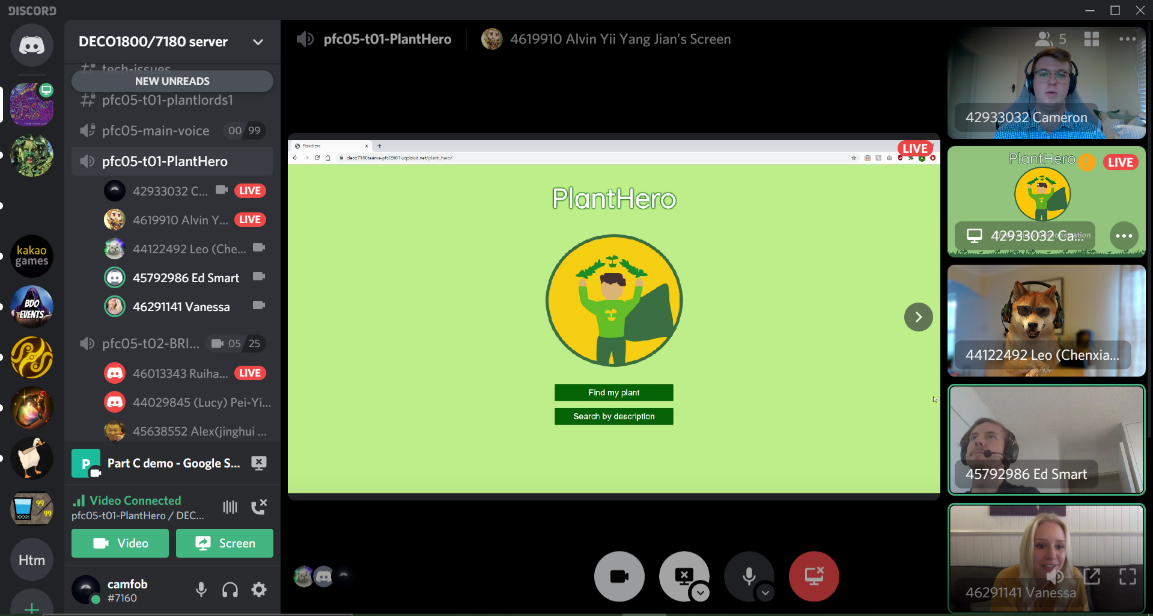 DISCORD
DECO1800/7180 server
tech-issues
NEW UNREADS
pfc05-t01-plantlords1
pfc05-main-voice 00 99
pfc05-t01-PlantHero
42933032 C... LIVE
4619910 Alvin Y... LIVE
44122492 Leo (Che...
45792986 Ed Smart
46291141 Vanessa
pfc05-t02-BRI... 05 25
46013343 Ruiha... LIVE
44029845 (Lucy) Pei-Yi...
45638552 Alex(jinghui ...
kakao
games
BDO
EVENTS
99
99
Htm
P
Part C demo - Google S...
Video Connected
pfc05-t01-PlantHero / DEC...
Video
Screen
camfob
#7160
pfc05-t01-PlantHero
4619910 Alvin Yii Yang Jian's Screen
5
LIVE
PlantHero
Find my plant
Search by description
42933032 Cameron
PlantHero
LIVE
42933032 Ca...
44122492 Leo (Chenxia...
45792986 Ed Smart
46291141 Vanessa